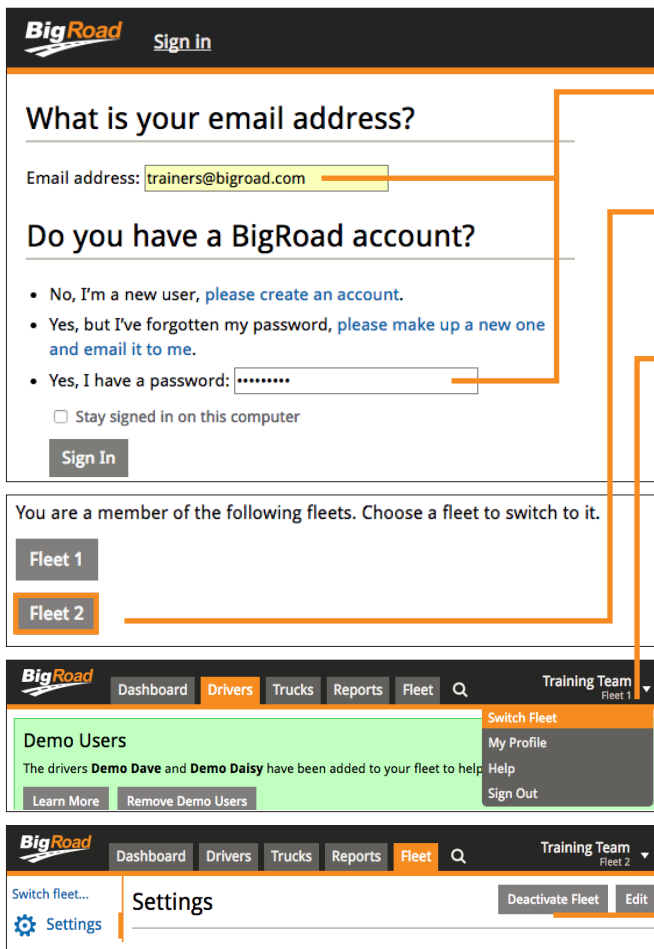 BigRoad Sign in
What is your email address?
Email address: trainers@bigroad.com
Do you have a BigRoad account?
• No, I'm a new user, please create an account.
• Yes, but I've forgotten my password, please make up a new one
and email it to me.
• Yes, I have a password: •••••••••
Stay signed in on this computer
Sign In
You are a member of the following fleets. Choose a fleet to switch to it.
Fleet 1
Fleet 2
BigRoad Dashboard Drivers Trucks Reports Fleet Training Team
Fleet 1
Switch Fleet
My Profile
Help
Sign Out
Demo Users
The drivers Demo Dave and Demo Daisy have been added to your fleet to help
Learn More Remove Demo Users
BigRoad Dashboard Drivers Trucks Reports Fleet Training Team
Fleet 2
Switch fleet...
Settings
Settings Deactivate Fleet Edit